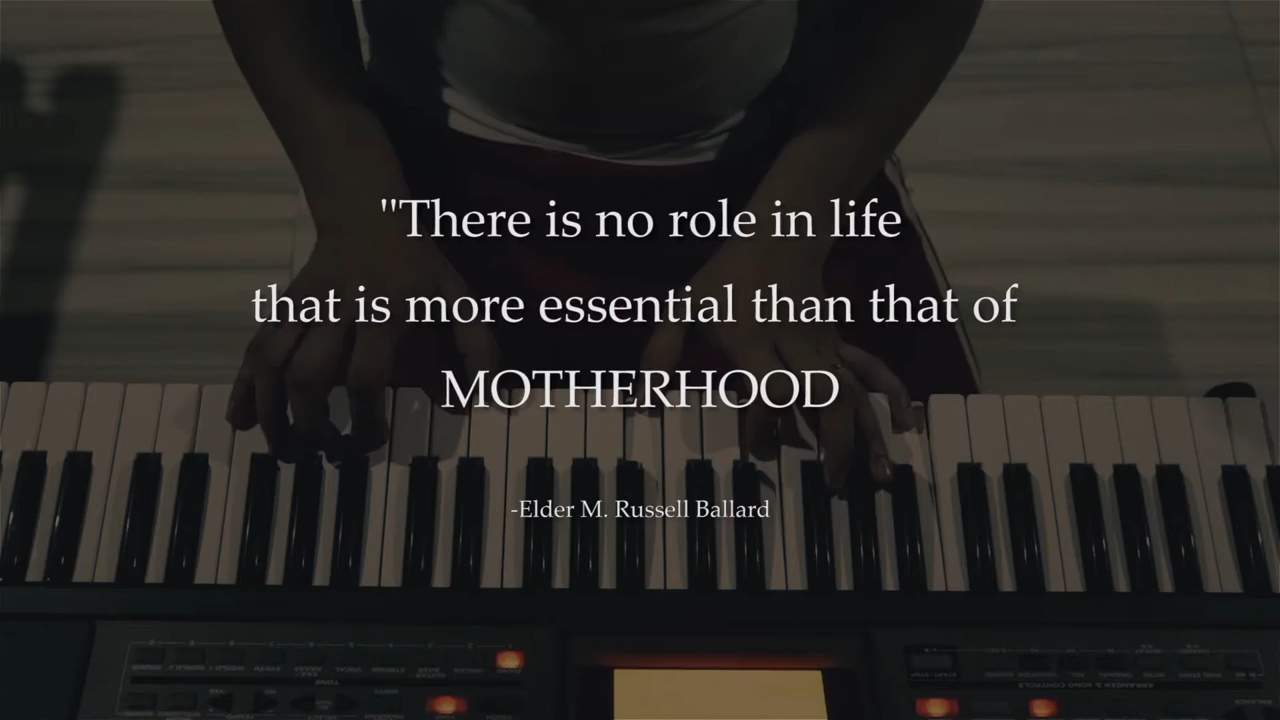 "There is no role in life
that is more essential than that of
MOTHERHOOD
-Elder M. Russell Ballard